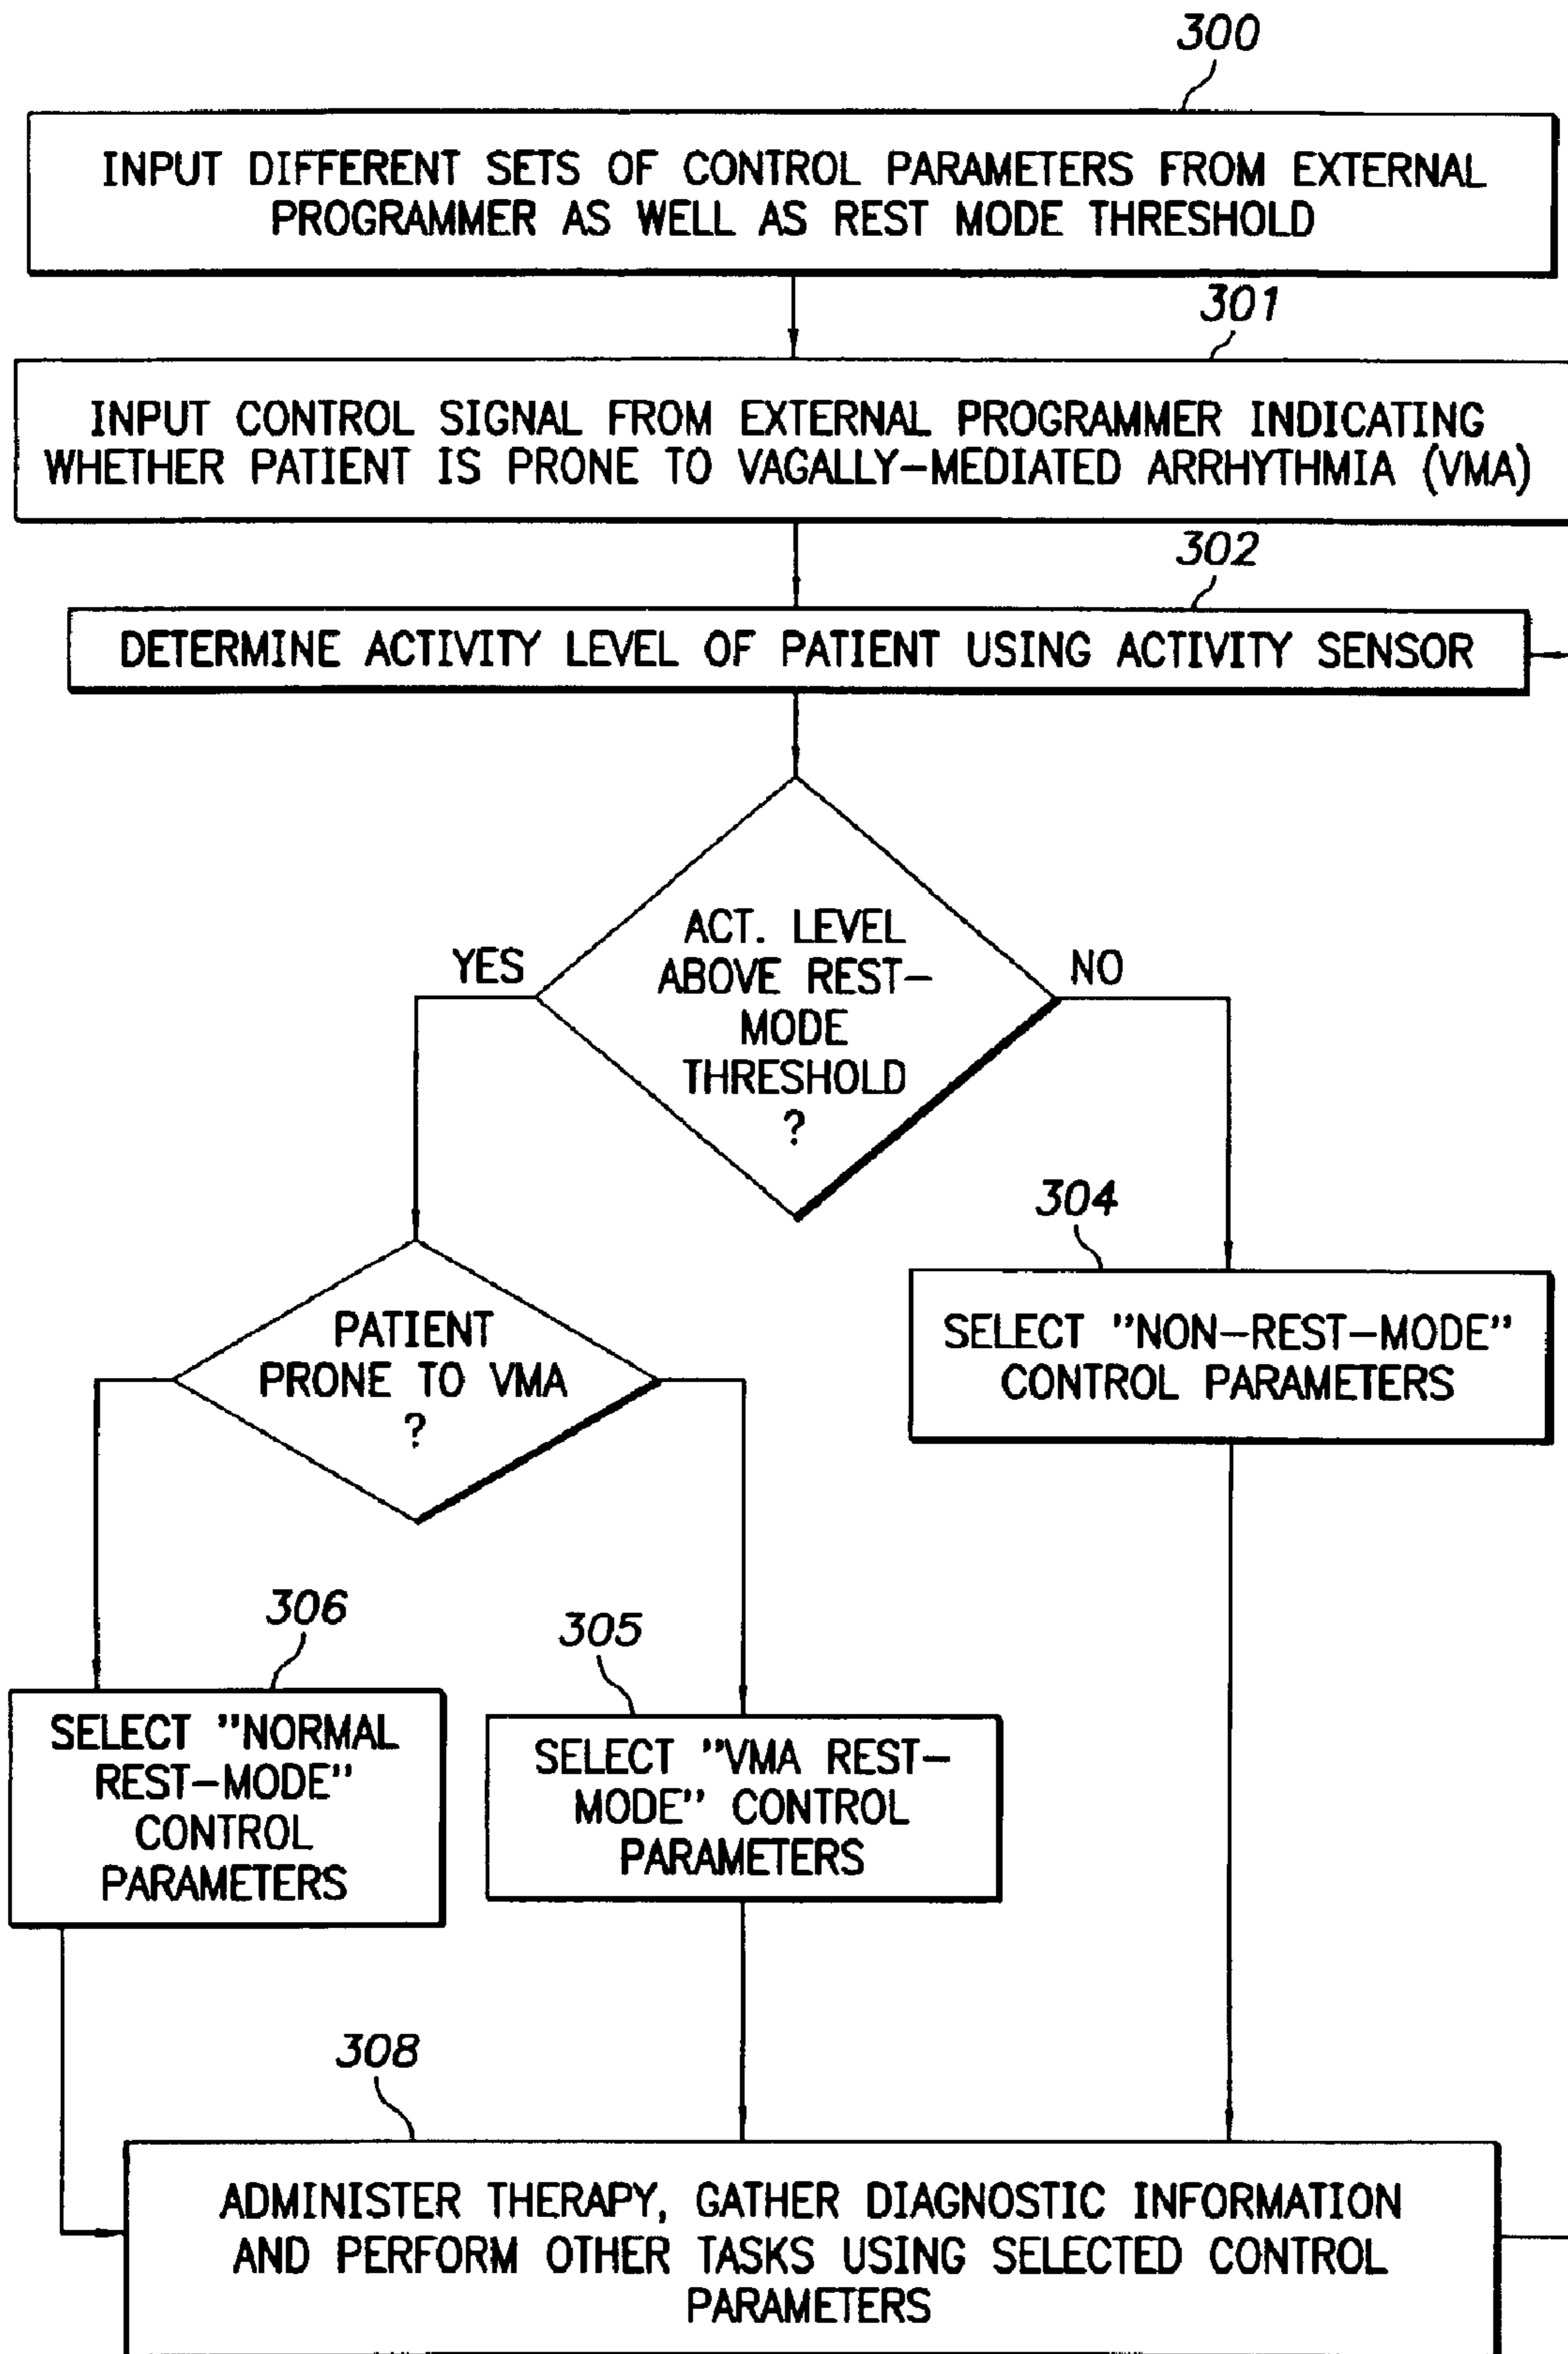 300
INPUT DIFFERENT SETS OF CONTROL PARAMETERS FROM EXTERNAL
PROGRAMMER AS WELL AS REST MODE THRESHOLD
301
INPUT CONTROL SIGNAL FROM EXTERNAL PROGRAMMER INDICATING
WHETHER PATIENT IS PRONE TO VAGALLY-MEDIATED ARRHYTHMIA (VMA)
302
DETERMINE ACTIVITY LEVEL OF PATIENT USING ACTIVITY SENSOR
YES
ACT. LEVEL
ABOVE REST-
MODE
THRESHOLD
?
NO
304
SELECT "NON-REST-MODE"
CONTROL PARAMETERS
PATIENT
PRONE TO VMA
?
306
SELECT "NORMAL
REST-MODE"
CONTROL
PARAMETERS
305
SELECT "VMA REST-
MODE" CONTROL
PARAMETERS
308
ADMINISTER THERAPY, GATHER DIAGNOSTIC INFORMATION
AND PERFORM OTHER TASKS USING SELECTED CONTROL
PARAMETERS